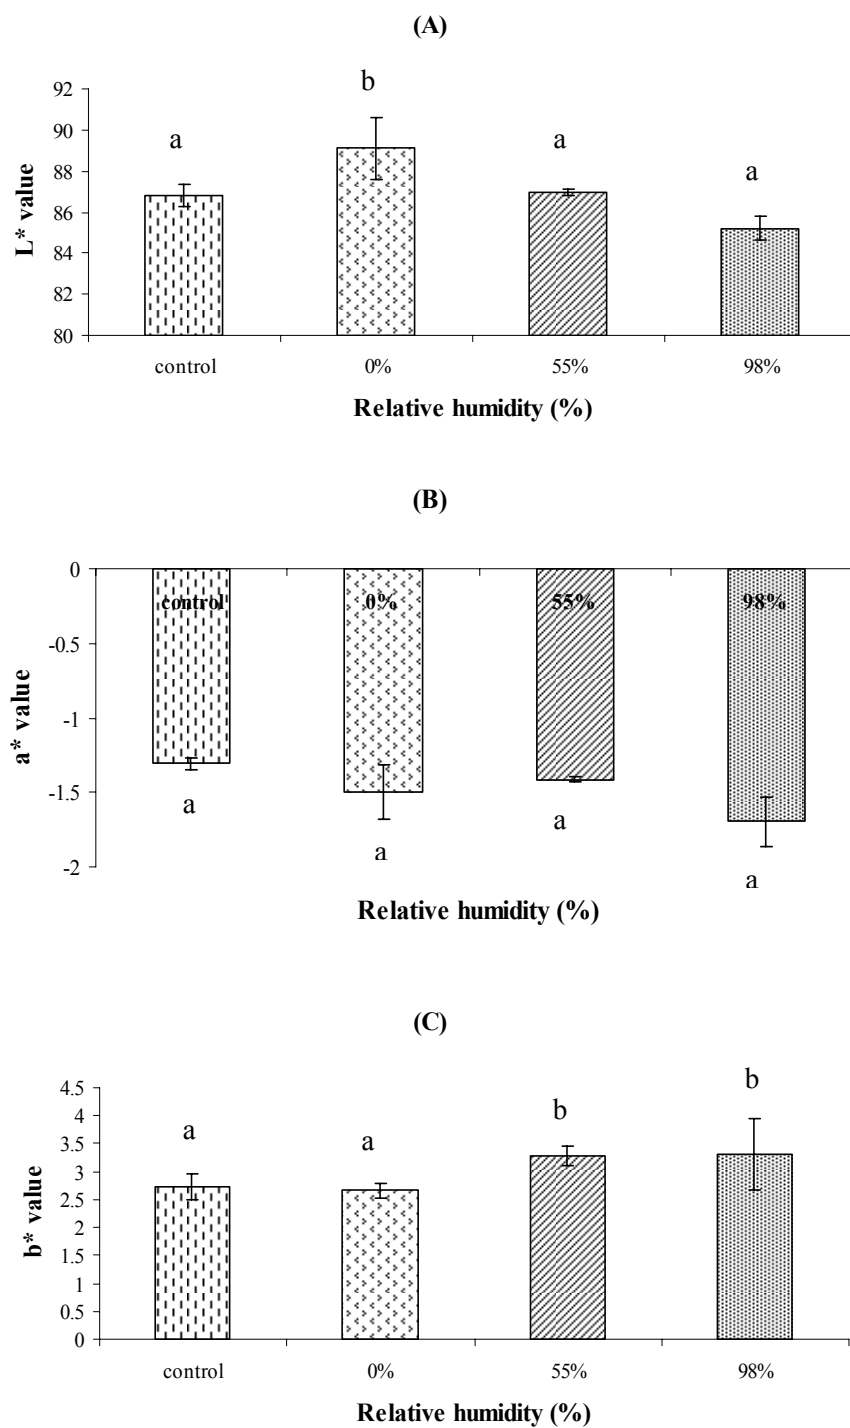 (A)
92
90
88
86
84
82
80
L* value
a
b
a
a
control
0%
55%
98%
Relative humidity (%)
(B)
0
-0.5
-1
-1.5
-2
a* value
control
0%
55%
98%
a
a
a
a
Relative humidity (%)
(C)
4.5
4
3.5
3
2.5
2
1.5
1
0.5
0
b* value
a
a
b
b
control
0%
55%
98%
Relative humidity (%)